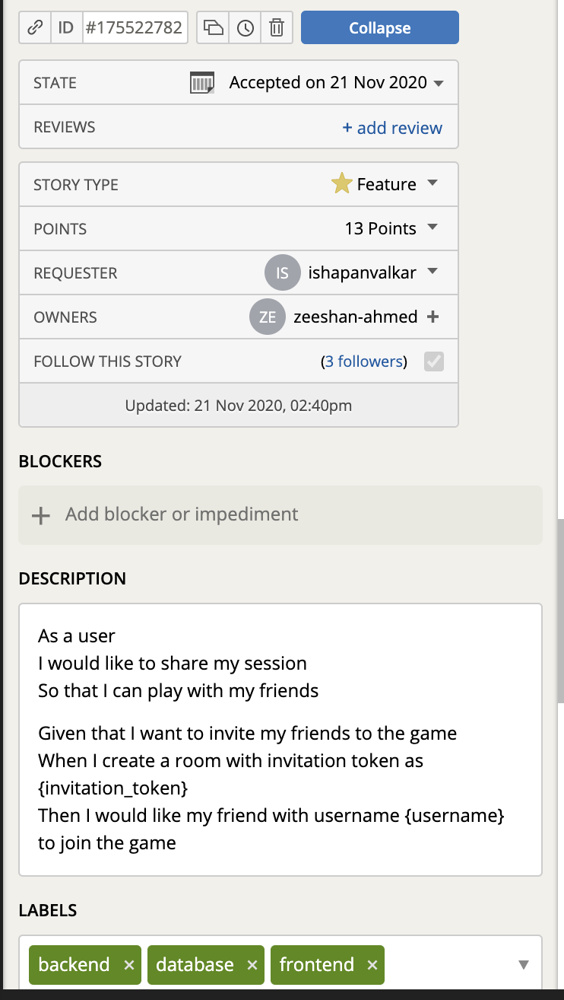 ID #175522782 Collapse
STATE Accepted on 21 Nov 2020
REVIEWS + add review
STORY TYPE Feature
POINTS 13 Points
REQUESTER IS ishapanvalkar
OWNERS ZE zeeshan-ahmed +
FOLLOW THIS STORY (3 followers)
Updated: 21 Nov 2020, 02:40pm
BLOCKERS
+ Add blocker or impediment
DESCRIPTION
As a user
I would like to share my session
So that I can play with my friends
Given that I want to invite my friends to the game
When I create a room with invitation token as
{invitation_token}
Then I would like my friend with username {username}
to join the game
LABELS
backend × database × frontend ×